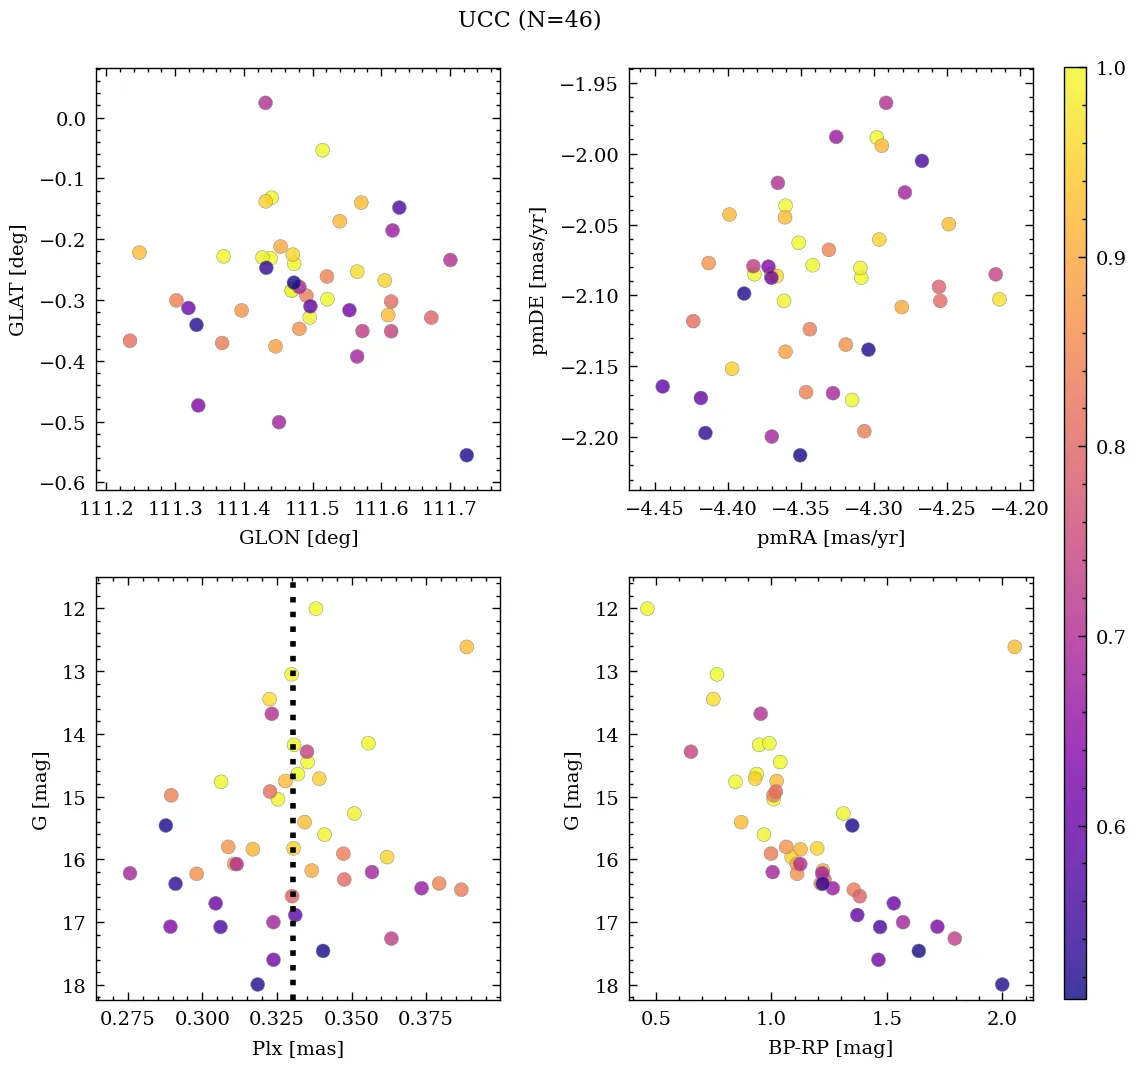 UCC (N=46)
0.0
−0.1
−0.2
−0.3
−0.4
−0.5
−0.6
GLAT [deg]
111.2 111.3 111.4 111.5 111.6 111.7
GLON [deg]
−1.95
−2.00
−2.05
−2.10
−2.15
−2.20
pmDE [mas/yr]
−4.45 −4.40 −4.35 −4.30 −4.25 −4.20
pmRA [mas/yr]
12
13
14
15
16
17
18
G [mag]
0.275 0.300 0.325 0.350 0.375
Plx [mas]
12
13
14
15
16
17
18
G [mag]
0.5 1.0 1.5 2.0
BP-RP [mag]
1.0
0.9
0.8
0.7
0.6